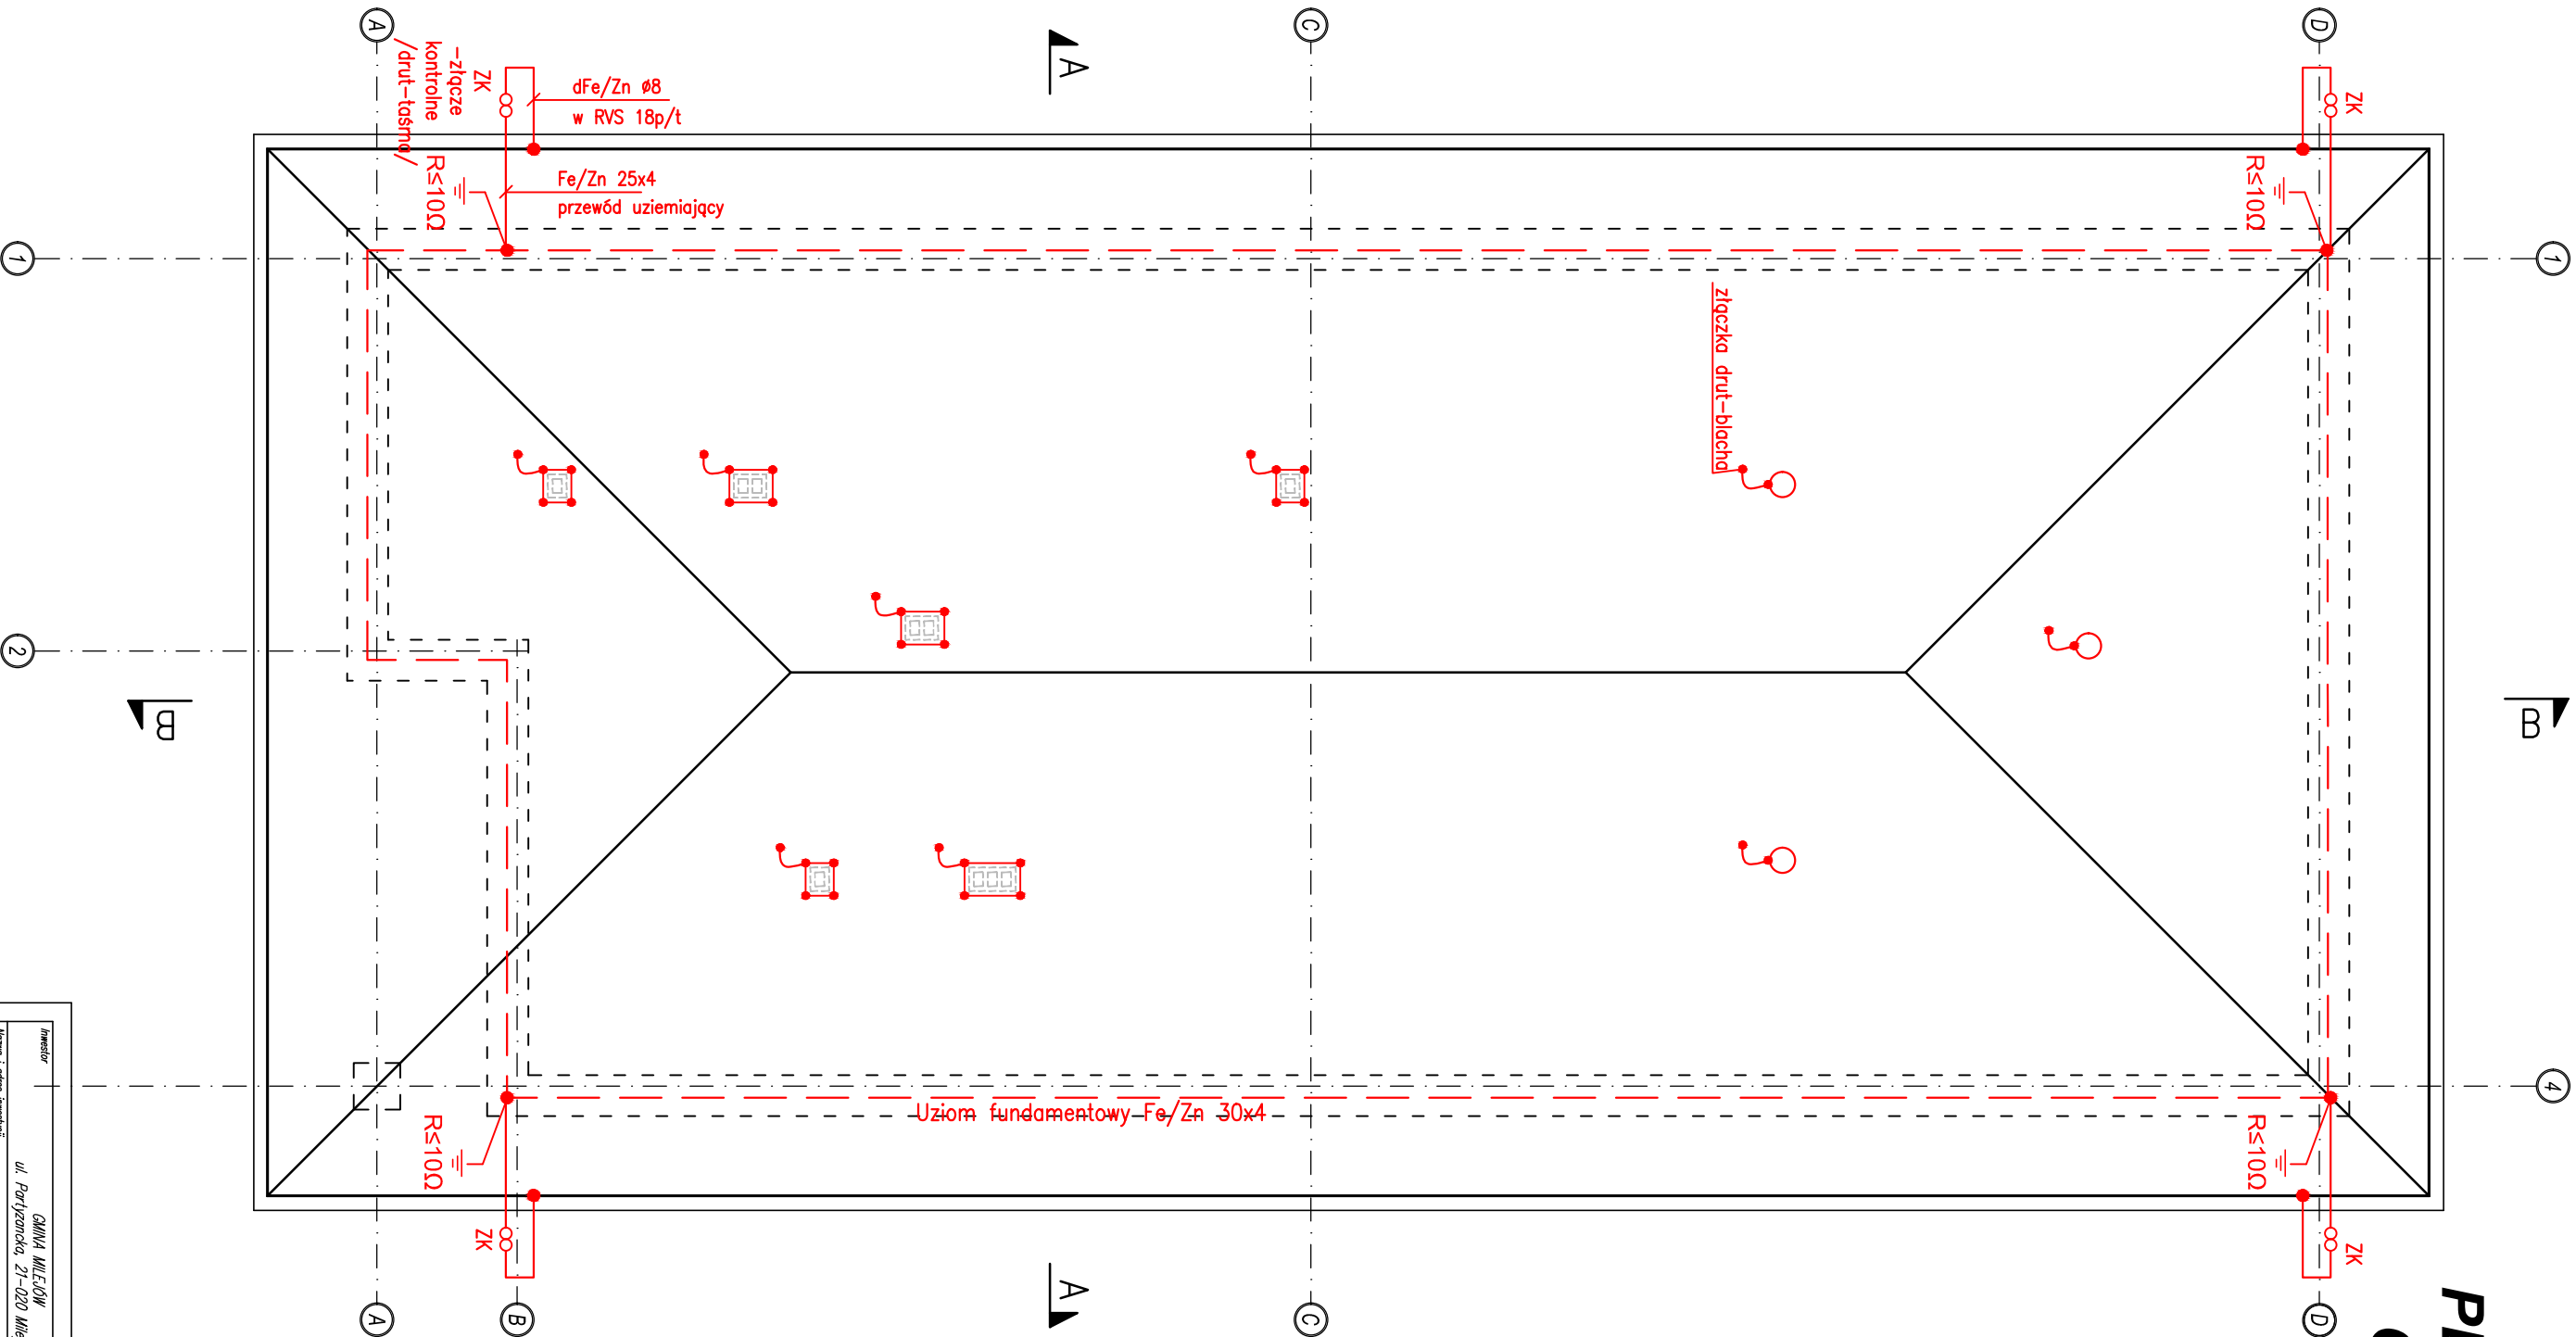 A
C
D
A
ZK
-złącze
kontrolne
/drut-taśma/
dFe/Zn ø8
w RVS 18p/t
ZK
R≤10Ω
Fe/Zn 25x4
przewód uziemiający
R≤10Ω
1
1
złączka drut-blacha
2
B
B
4
Uziom fundamentowy Fe/Zn 30x4
R≤10Ω
R≤10Ω
ZK
ZK
A
A
B
C
D
Inwestor
GMINA MILEJÓW
ul. Partyzancka, 21-020